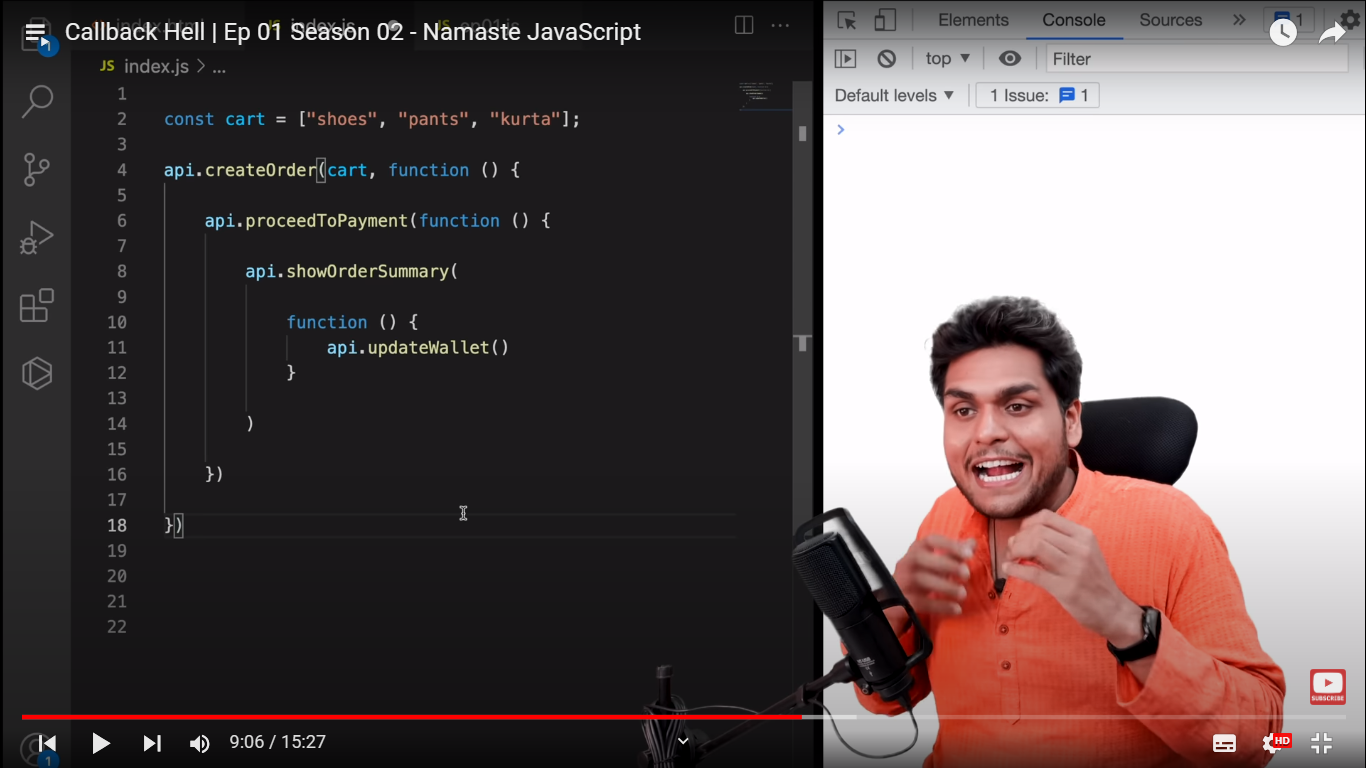 Callback Hell | Ep 01 Season 02 - Namaste JavaScript
JS index.js > ...
Elements Console Sources » 1
top ▼ Filter
Default levels ▼ 1 Issue: 1
>
1
2 const cart = ["shoes", "pants", "kurta"];
3
4 api.createOrder(cart, function () {
5
6 api.proceedToPayment(function () {
7
8 api.showOrderSummary(
9
10 function () {
11 api.updateWallet()
12 }
13
14 )
15
16 })
17
18 })
19
20
21
22
SUBSCRIBE
9:06 / 15:27
HD
1